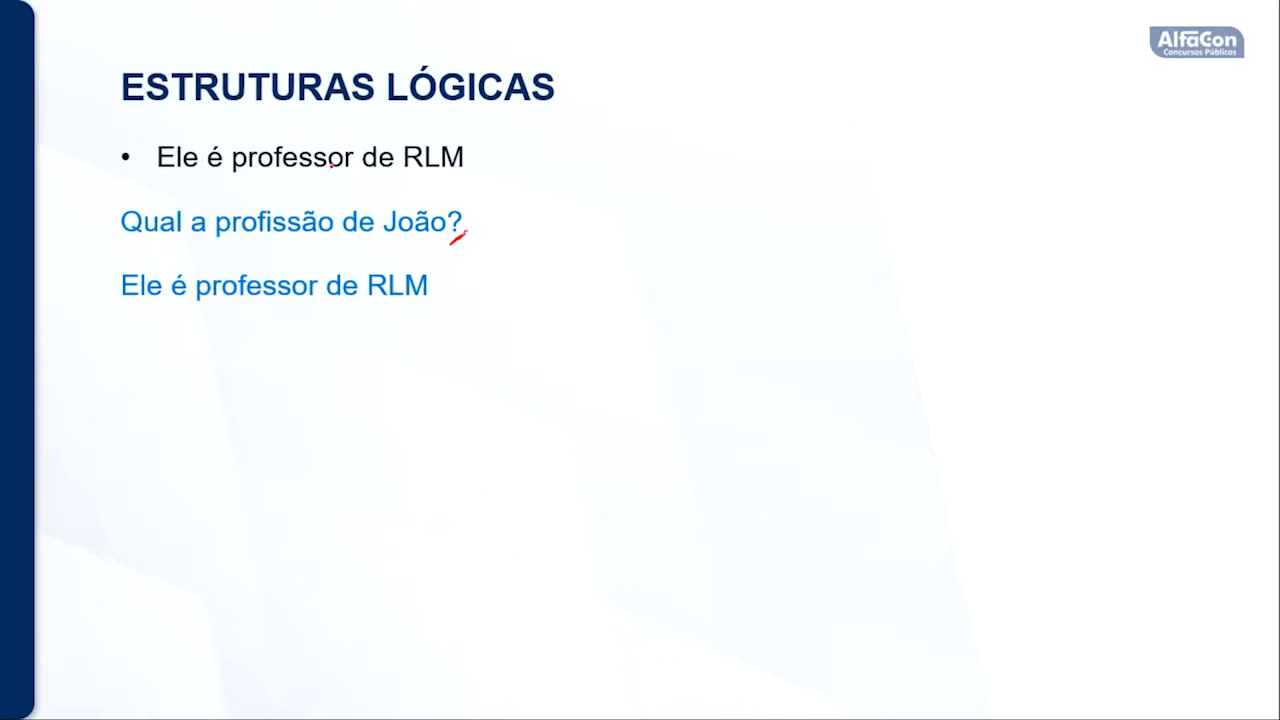 AlfaCon
Concursos Públicos
ESTRUTURAS LÓGICAS
• Ele é professor de RLM
Qual a profissão de João?
Ele é professor de RLM